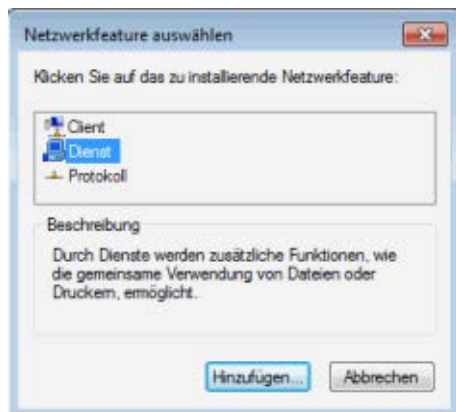 Netzwerkfeature auswählen
Klicken Sie auf das zu installierende Netzwerkfeature:
Client
Dienst
Protokoll
Beschreibung
Durch Dienste werden zusätzliche Funktionen, wie
die gemeinsame Verwendung von Dateien oder
Druckern, ermöglicht.
Hinzufügen... Abbrechen